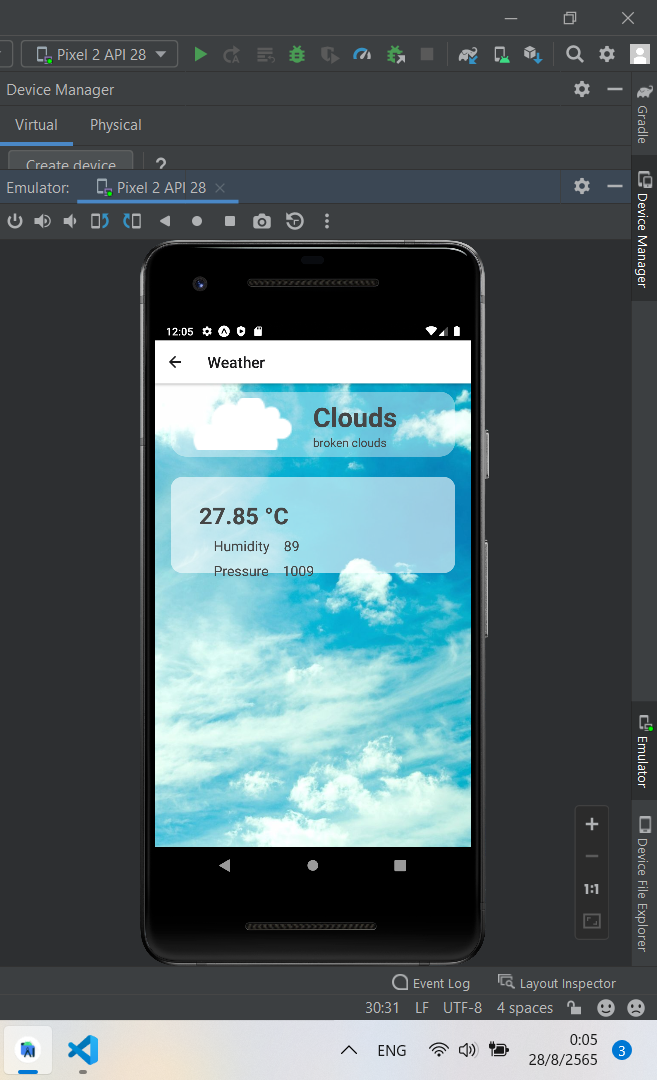 Pixel 2 API 28
Device Manager
Virtual Physical
Create device ?
Emulator: Pixel 2 API 28
12:05
Weather
Clouds
broken clouds
27.85 °C
Humidity 89
Pressure 1009
Gradle
Device Manager
Emulator
Device File Explorer
1:1
Event Log Layout Inspector
30:31 LF UTF-8 4 spaces
ENG 0:05
28/8/2565 3